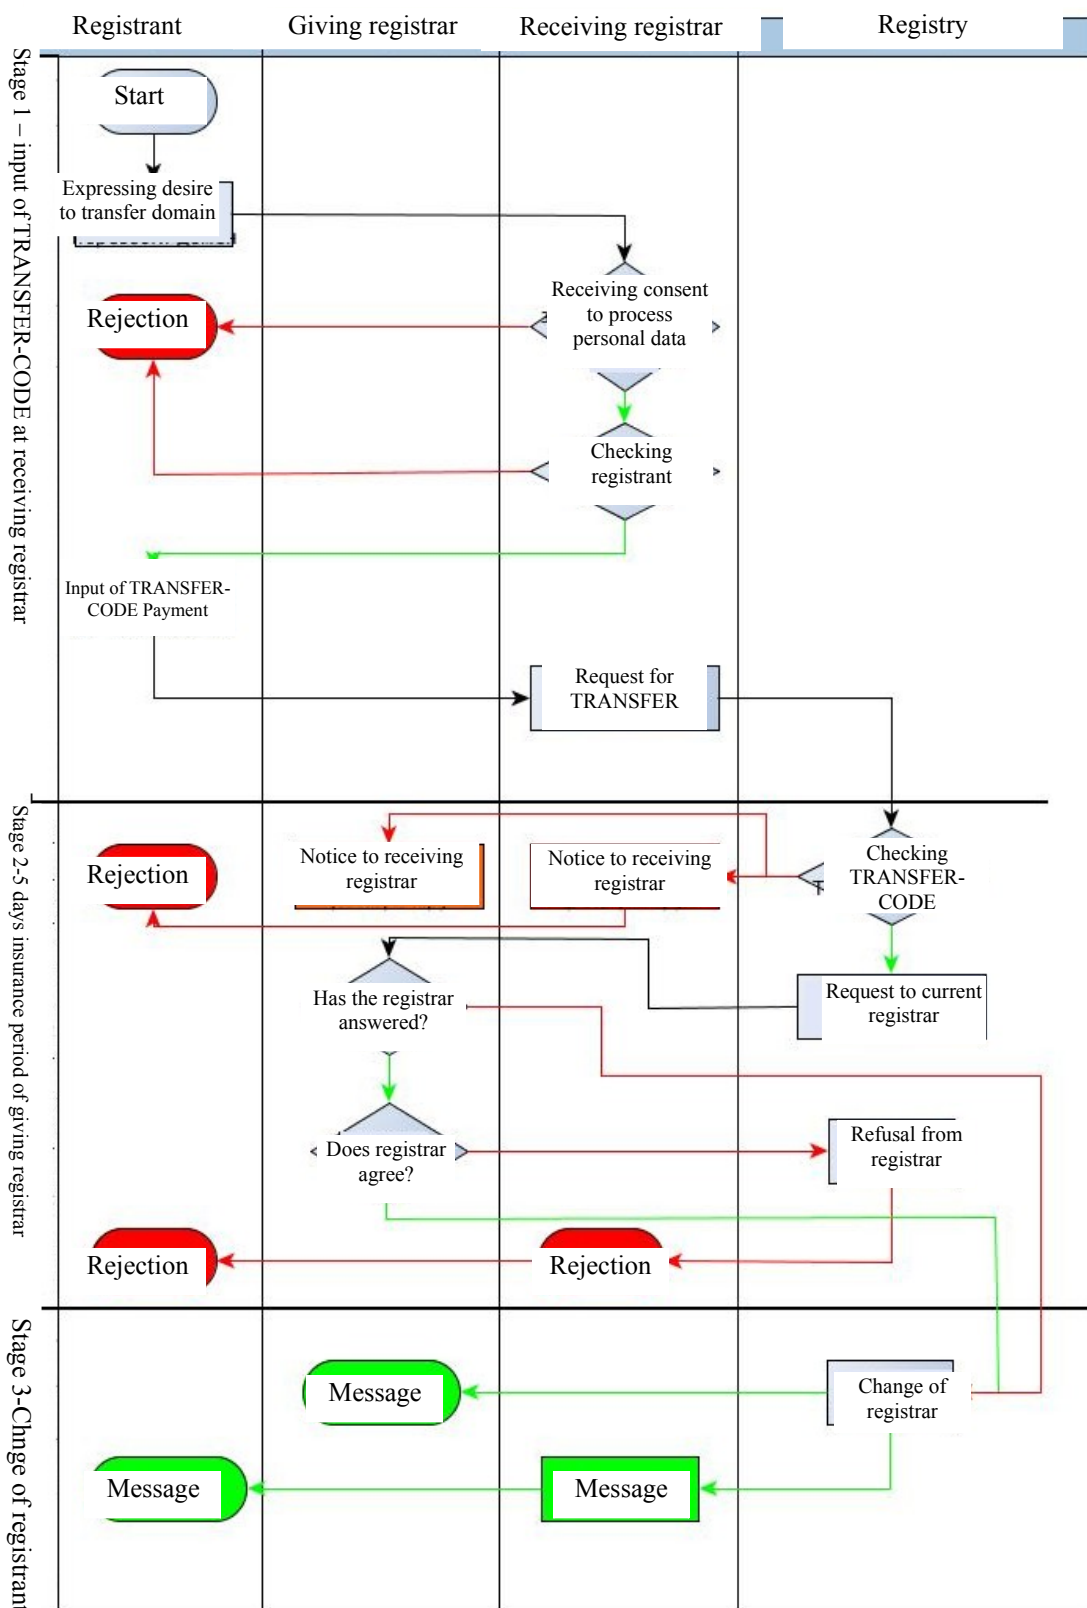 Registrant
Giving registrar
Receiving registrar
Registry
Stage 1 – input of TRANSFER-CODE at receiving registrar
Start
Expressing desire
to transfer domain
Receiving consent
to process
personal data
Rejection
Checking
registrant
Input of TRANSFER-
CODE Payment
Request for
TRANSFER
Stage 2-5 days insurance period of giving registrar
Rejection
Notice to receiving
registrar
Notice to receiving
registrar
Checking
TRANSFER-
CODE
Has the registrar
answered?
Request to current
registrar
Does registrar
agree?
Refusal from
registrar
Rejection
Rejection
Stage 3-Chnge of registrant
Message
Change of
registrar
Message
Message